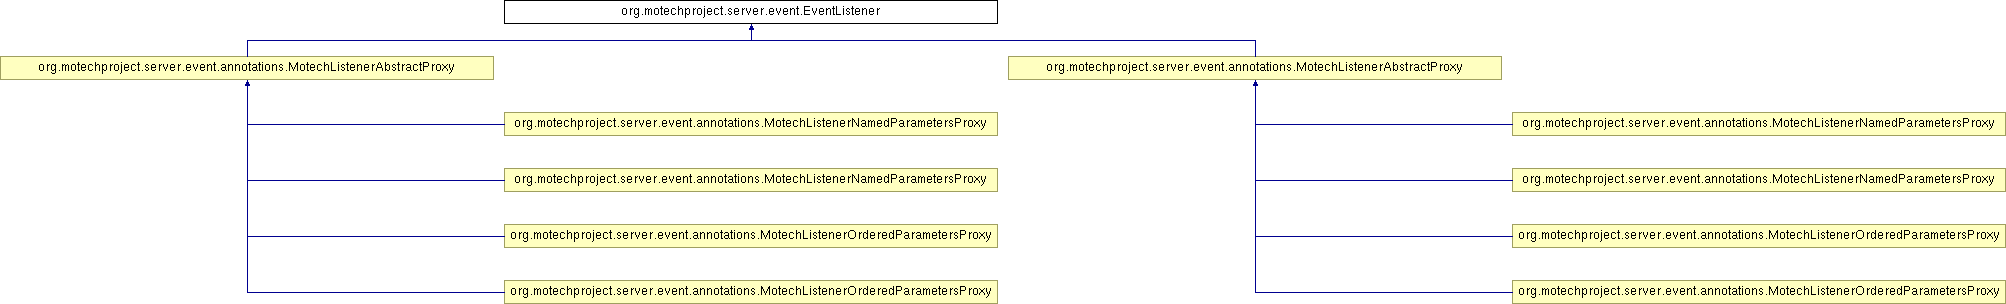 org.motechproject.server.event.EventListener
org.motechproject.server.event.annotations.MotechListenerAbstractProxy
org.motechproject.server.event.annotations.MotechListenerAbstractProxy
org.motechproject.server.event.annotations.MotechListenerNamedParametersProxy
org.motechproject.server.event.annotations.MotechListenerNamedParametersProxy
org.motechproject.server.event.annotations.MotechListenerNamedParametersProxy
org.motechproject.server.event.annotations.MotechListenerNamedParametersProxy
org.motechproject.server.event.annotations.MotechListenerOrderedParametersProxy
org.motechproject.server.event.annotations.MotechListenerOrderedParametersProxy
org.motechproject.server.event.annotations.MotechListenerOrderedParametersProxy
org.motechproject.server.event.annotations.MotechListenerOrderedParametersProxy